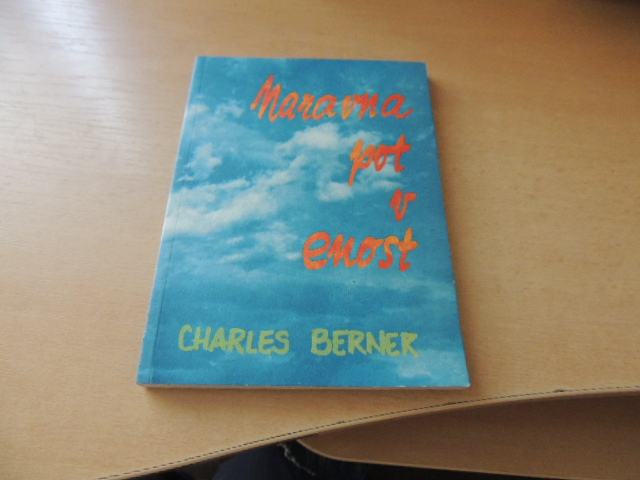 Naravna
pot
v
enost
CHARLES BERNER